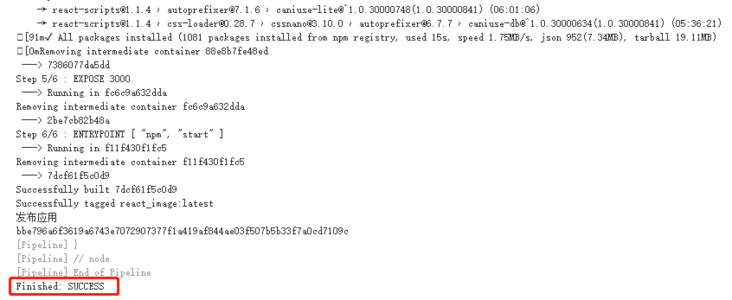 → react-scripts@1.1.4 › autoprefixer@7.1.6 › caniuse-lite@^1.0.30000748(1.0.30000841) (06:01:06)
→ react-scripts@1.1.4 › css-loader@0.28.7 › cssnano@3.10.0 › autoprefixer@6.7.7 › caniuse-db@^1.0.30000634(1.0.30000841) (05:36:21)
[91m✓ All packages installed (1081 packages installed from npm registry, used 15s, speed 1.75MB/s, json 952(7.34MB), tarball 19.11MB)
[0mRemoving intermediate container 88e8b7fe48ed
---> 7386077da5dd
Step 5/6 : EXPOSE 3000
---> Running in fc6c9a632dda
Removing intermediate container fc6c9a632dda
---> 2be7cb82b48a
Step 6/6 : ENTRYPOINT [ "npm", "start" ]
---> Running in f11f430f1fc5
Removing intermediate container f11f430f1fc5
---> 7dcf61f5c0d9
Successfully built 7dcf61f5c0d9
Successfully tagged react_image:latest
发布应用
bbe796a6f3619a6743e7072907377f1a419af844ae03f507b5b33f7a0cd7109c
[Pipeline] }
[Pipeline] // node
[Pipeline] End of Pipeline
Finished: SUCCESS